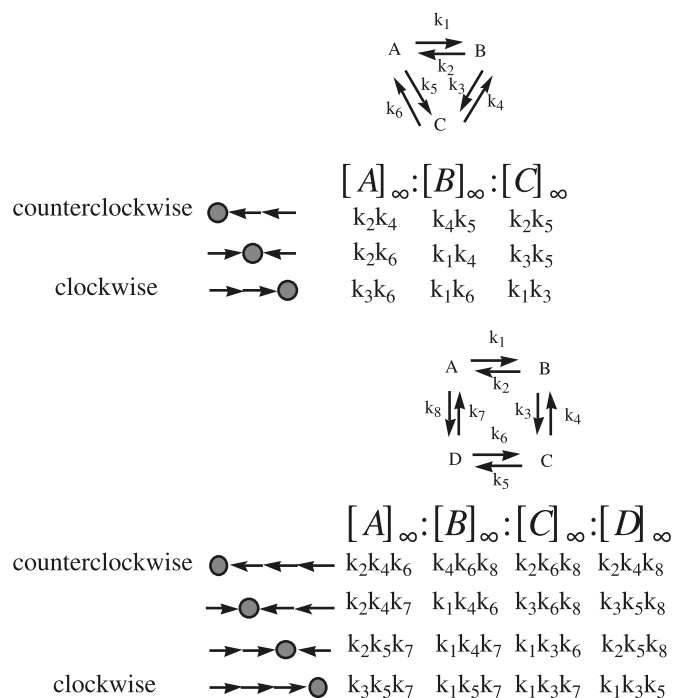 k1
A B
k2
k5 k3
k6 k4
C
[A]∞:[B]∞:[C]∞
counterclockwise k2k4 k4k5 k2k5
k2k6 k1k4 k3k5
clockwise k3k6 k1k6 k1k3
k1
A B
k2
k8 k7 k3 k4
k6
D C
k5
[A]∞:[B]∞:[C]∞:[D]∞
counterclockwise k2k4k6 k4k6k8 k2k6k8 k2k4k8
k2k4k7 k1k4k6 k3k6k8 k3k5k8
k2k5k7 k1k4k7 k1k3k6 k2k5k8
clockwise k3k5k7 k1k5k7 k1k3k7 k1k3k5